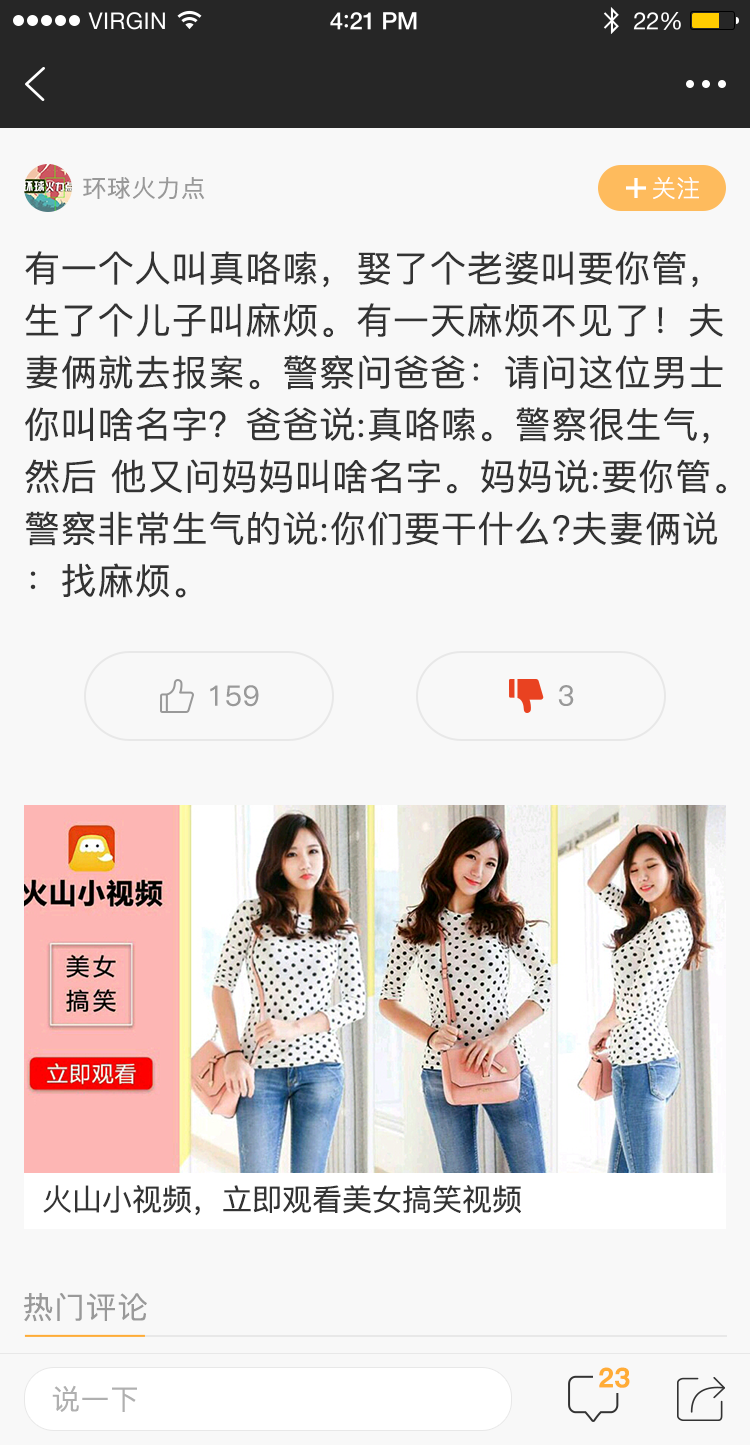 VIRGIN 4:21 PM 22%
环球火力点
环球火力点
关注
有一个人叫真咯嗦，娶了个老婆叫要你管，
生了个儿子叫麻烦。有一天麻烦不见了！夫
妻俩就去报案。警察问爸爸：请问这位男士
你叫啥名字？爸爸说:真咯嗦。警察很生气，
然后 他又问妈妈叫啥名字。妈妈说:要你管。
警察非常生气的说:你们要干什么?夫妻俩说
：找麻烦。
159
3
火山小视频
美女
搞笑
立即观看
火山小视频，立即观看美女搞笑视频
热门评论
说一下
23